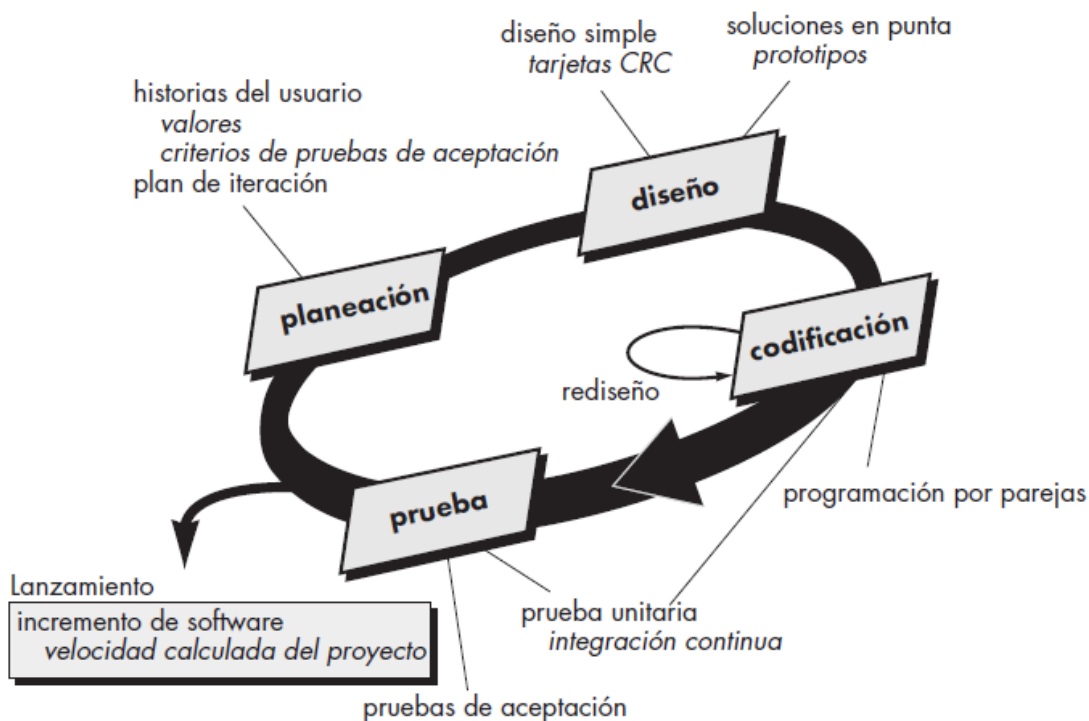 diseño simple
tarjetas CRC
soluciones en punta
prototipos
historias del usuario
valores
criterios de pruebas de aceptación
plan de iteración
diseño
planeación
codificación
rediseño
prueba
programación por parejas
Lanzamiento
incremento de software
velocidad calculada del proyecto
prueba unitaria
integración continua
pruebas de aceptación